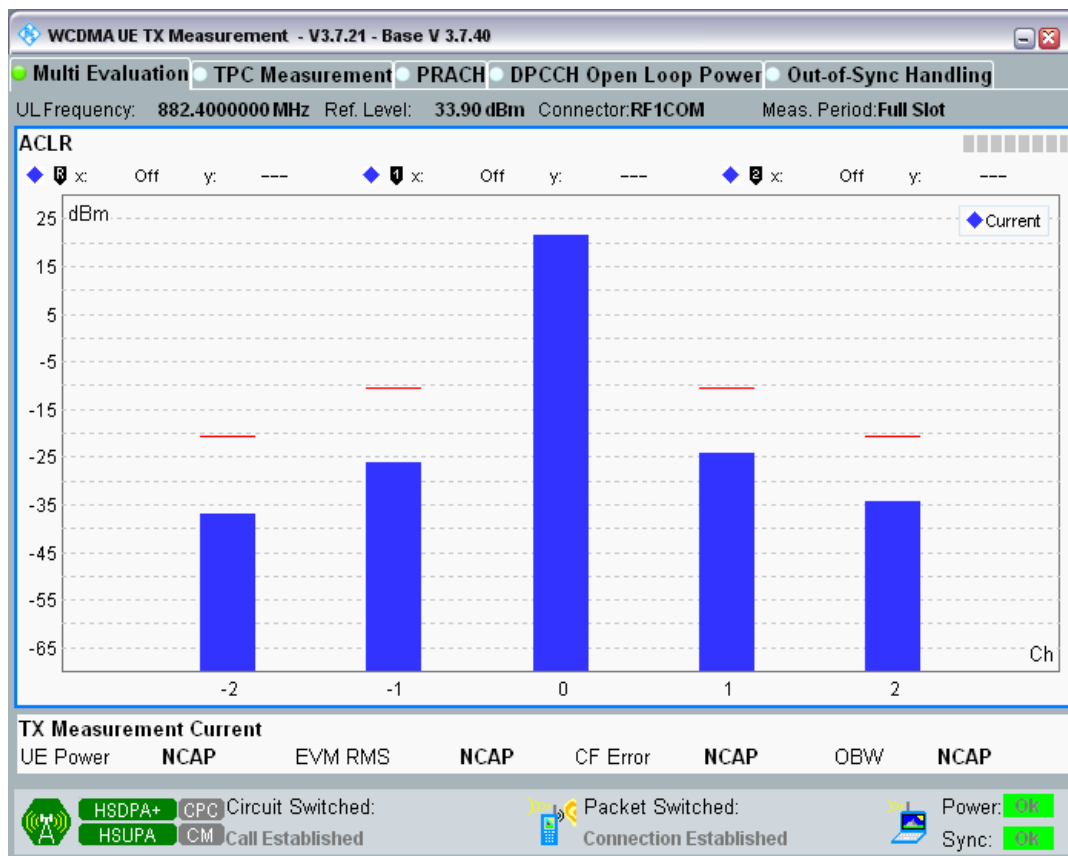 WCDMA UE TX Measurement - V3.7.21 - Base V 3.7.40
Multi Evaluation TPC Measurement PRACH DPCCH Open Loop Power Out-of-Sync Handling
UL Frequency: 882.4000000 MHz Ref. Level: 33.90 dBm Connector:RF1COM Meas. Period:Full Slot
ACLR
R x: Off y: --- 1 x: Off y: --- 2 x: Off y: ---
dBm
Current
25
15
5
-5
-15
-25
-35
-45
-55
-65
Ch
-2 -1 0 1 2
TX Measurement Current
UE Power NCAP EVM RMS NCAP CF Error NCAP OBW NCAP
HSDPA+ CPC Circuit Switched: Packet Switched: Power: OK
HSUPA CM Call Established Connection Established Sync: OK